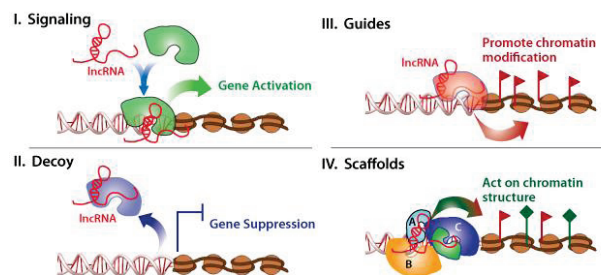 I. Signaling
lncRNA
Gene Activation
II. Decoy
lncRNA
Gene Suppression
III. Guides
lncRNA
Promote chromatin
modification
IV. Scaffolds
Act on chromatin
structure
A
B
C